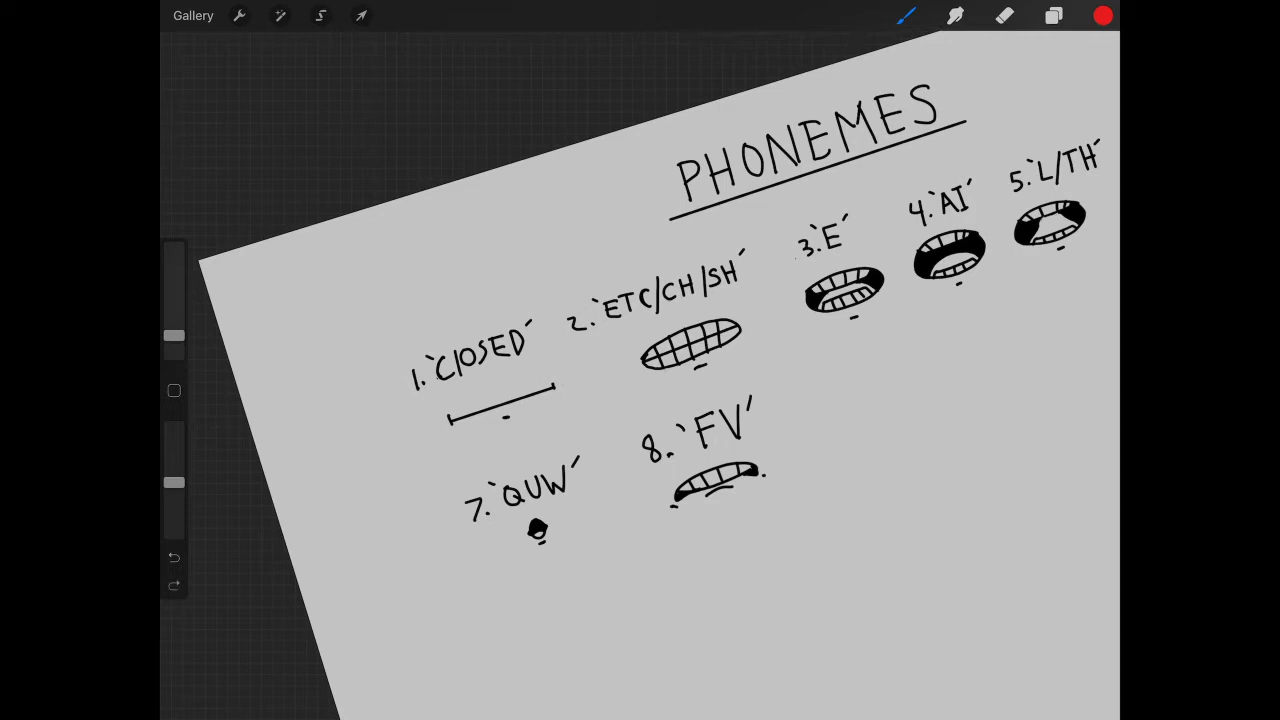 Gallery
PHONEMES
1. 'CLOSED'
2. 'ETC/CH/SH'
3. 'E'
4. 'AI'
5. 'L/TH'
7. 'QUW'
8. 'FV'